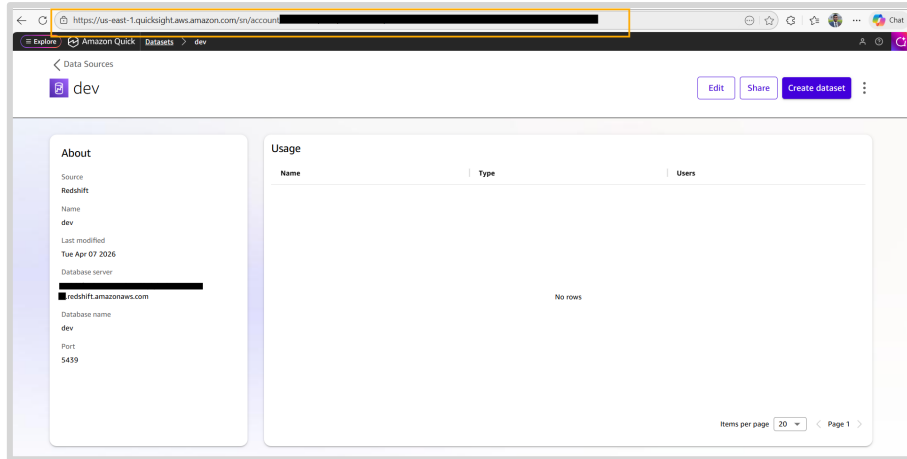 https://us-east-1.quicksight.aws.amazon.com/sn/account
Chat
Explore Amazon Quick Datasets > dev
Data Sources
dev
Edit Share Create dataset
About
Source
Redshift
Name
dev
Last modified
Tue Apr 07 2026
Database server
.redshift.amazonaws.com
Database name
dev
Port
5439
Usage
Name Type Users
No rows
Items per page 20 Page 1